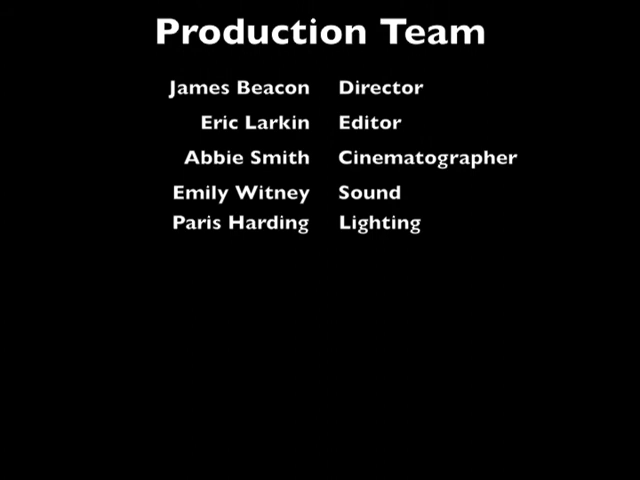 Production Team
James Beacon Director
Eric Larkin Editor
Abbie Smith Cinematographer
Emily Witney Sound
Paris Harding Lighting